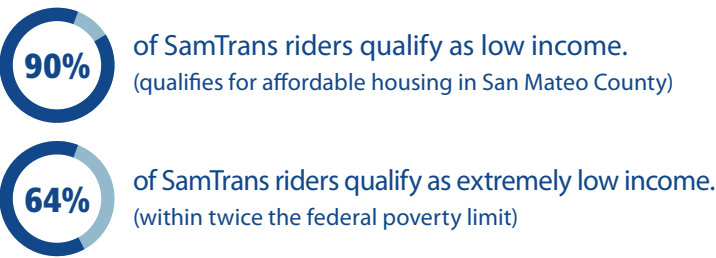 90%
of SamTrans riders qualify as low income.
(qualifies for affordable housing in San Mateo County)
64%
of SamTrans riders qualify as extremely low income.
(within twice the federal poverty limit)